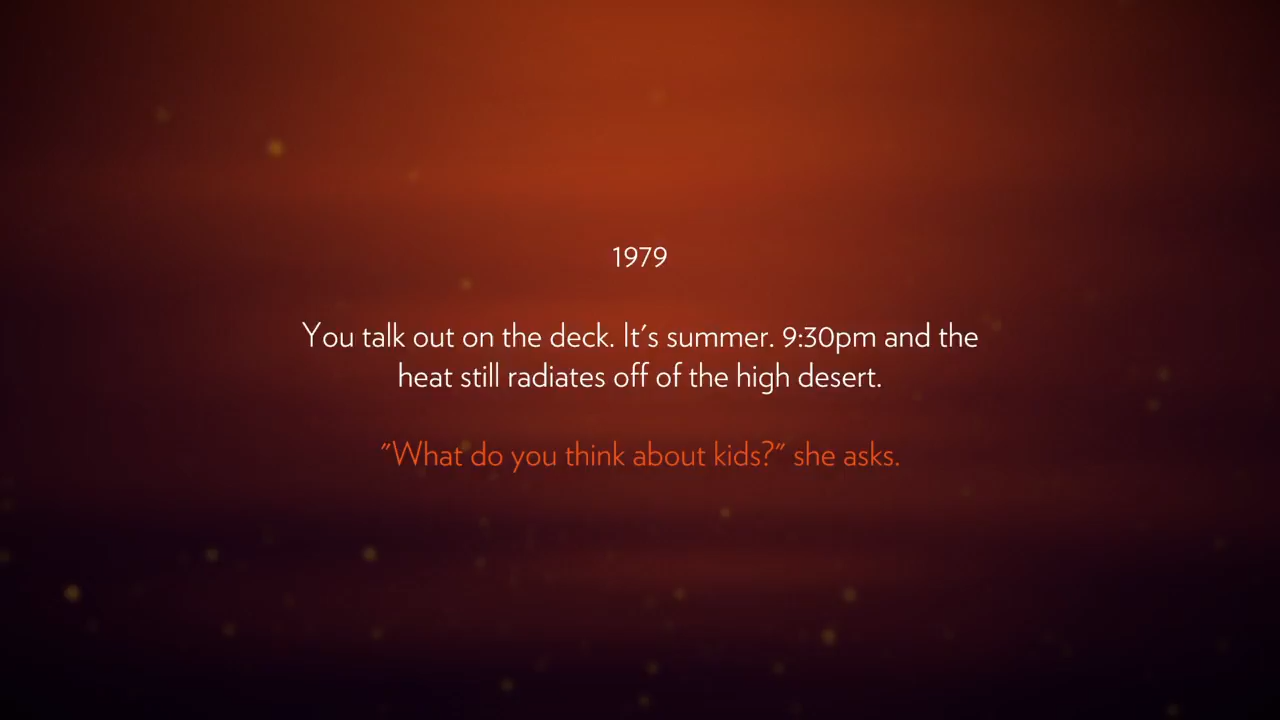 1979
You talk out on the deck. It's summer. 9:30pm and the
heat still radiates off of the high desert.
"What do you think about kids?" she asks.